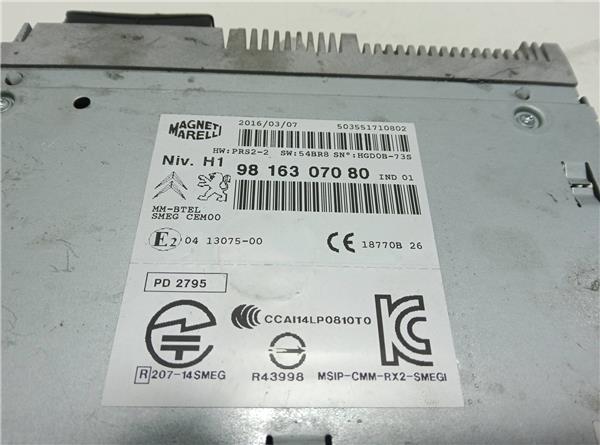 MAGNETI MARELLI
2016/03/07 503551710802
HW:PRS2-2 SW:54BR8 SN°:HGD0B-73S
Niv. H1 98 163 070 80 IND 01
MM-BTEL
SMEG CEM00
E2 04 13075-00 CE 18770B 26
PD 2795
CCAI14LP0810T0
R 207-14SMEG R43998 MSIP-CMM-RX2-SMEGI